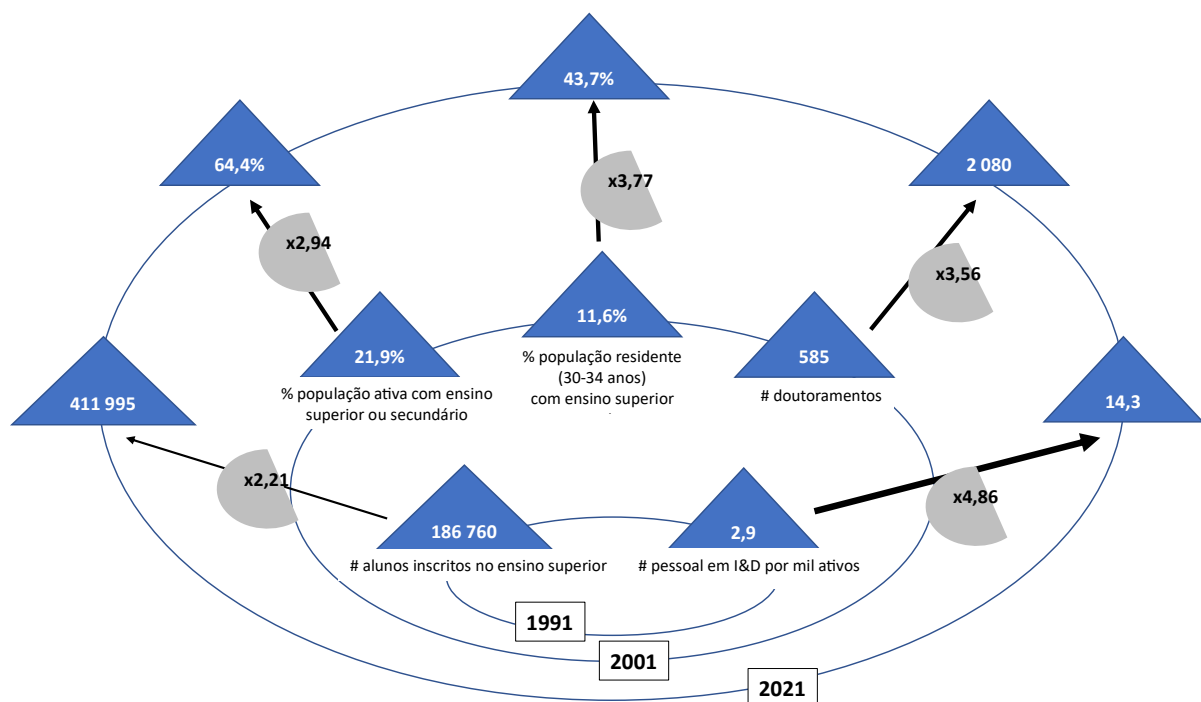 43,7%
64,4%
2 080
x3,77
x2,94
x3,56
11,6%
21,9%
585
% população residente
(30-34 anos)
com ensino superior
% população ativa com ensino
superior ou secundário
# doutoramentos
411 995
14,3
x2,21
x4,86
186 760
2,9
# alunos inscritos no ensino superior
# pessoal em I&D por mil ativos
1991
2001
2021